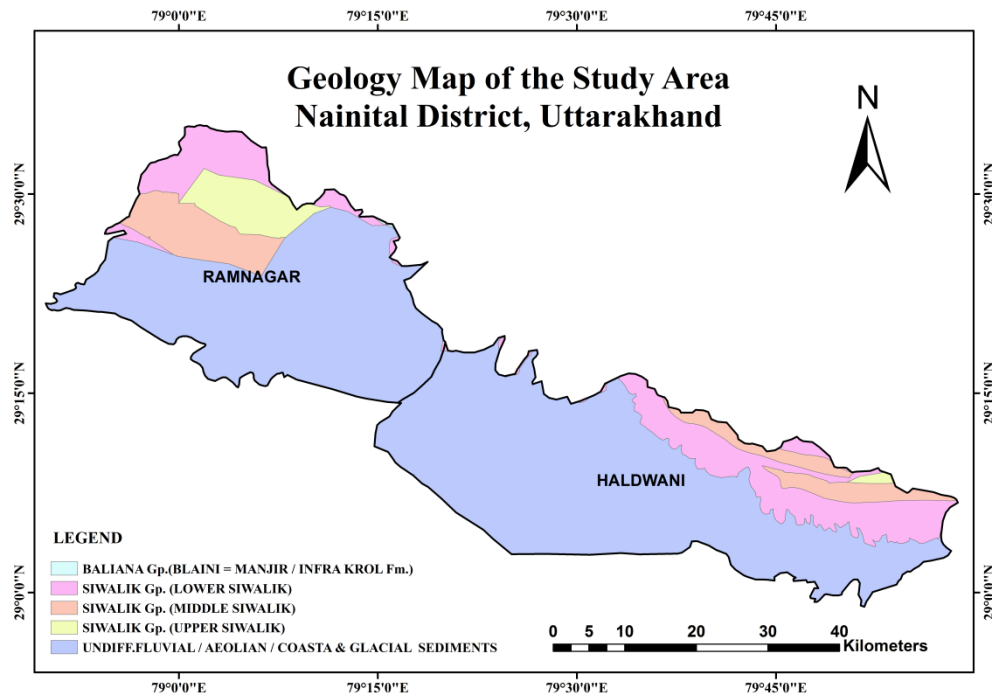 79°0'0"E 79°15'0"E 79°30'0"E 79°45'0"E
Geology Map of the Study Area
Nainital District, Uttarakhand
N
29°30'0"N 29°30'0"N
RAMNAGAR
29°15'0"N 29°15'0"N
HALDWANI
LEGEND
BALIANA Gp.(BLAINI = MANJIR / INFRA KROL Fm.)
SIWALIK Gp. (LOWER SIWALIK)
SIWALIK Gp. (MIDDLE SIWALIK)
SIWALIK Gp. (UPPER SIWALIK)
UNDIFF.FLUVIAL / AEOLIAN / COASTA & GLACIAL SEDIMENTS
29°0'0"N 29°0'0"N
0 5 10 20 30 40
Kilometers
79°0'0"E 79°15'0"E 79°30'0"E 79°45'0"E